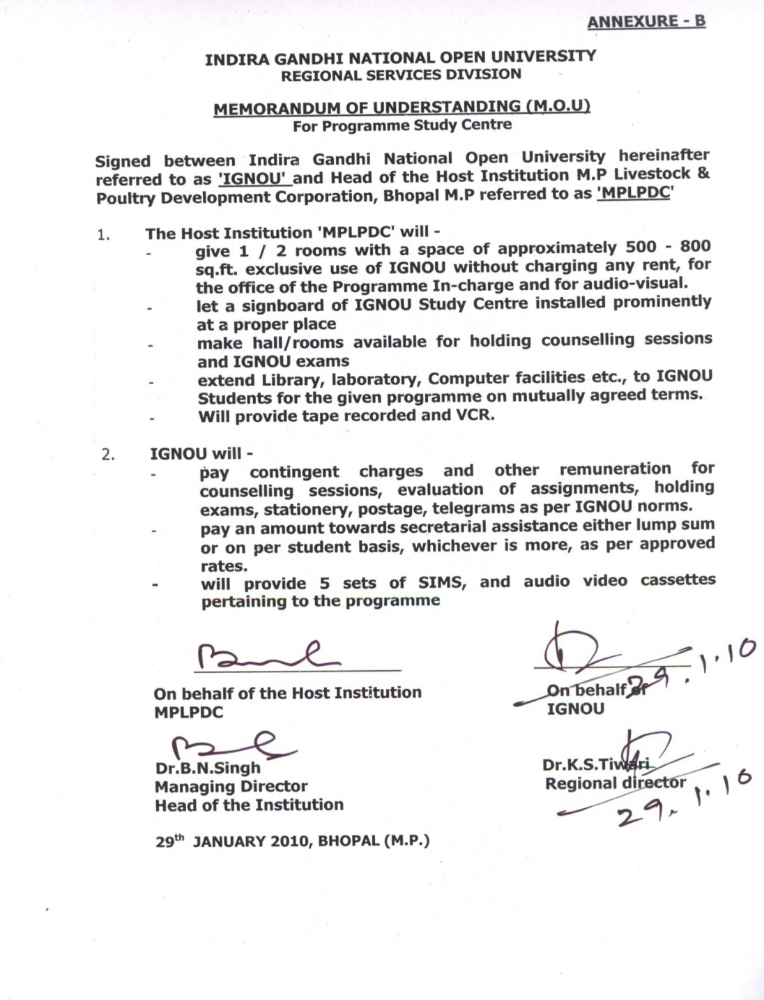 ANNEXURE - B
INDIRA GANDHI NATIONAL OPEN UNIVERSITY
REGIONAL SERVICES DIVISION
MEMORANDUM OF UNDERSTANDING (M.O.U)
For Programme Study Centre
Signed between Indira Gandhi National Open University hereinafter
referred to as 'IGNOU' and Head of the Host Institution M.P Livestock &
Poultry Development Corporation, Bhopal M.P referred to as 'MPLPDC'
1. The Host Institution 'MPLPDC' will -
- give 1 / 2 rooms with a space of approximately 500 - 800
sq.ft. exclusive use of IGNOU without charging any rent, for
the office of the Programme In-charge and for audio-visual.
- let a signboard of IGNOU Study Centre installed prominently
at a proper place
- make hall/rooms available for holding counselling sessions
and IGNOU exams
- extend Library, laboratory, Computer facilities etc., to IGNOU
Students for the given programme on mutually agreed terms.
- Will provide tape recorded and VCR.
2. IGNOU will -
- pay contingent charges and other remuneration for
counselling sessions, evaluation of assignments, holding
exams, stationery, postage, telegrams as per IGNOU norms.
- pay an amount towards secretarial assistance either lump sum
or on per student basis, whichever is more, as per approved
rates.
- will provide 5 sets of SIMS, and audio video cassettes
pertaining to the programme
29.1.10
On behalf of the Host Institution
MPLPDC
On behalf of
IGNOU
Dr.B.N.Singh
Managing Director
Head of the Institution
Dr.K.S.Tiwari
Regional director
29.1.10
29th JANUARY 2010, BHOPAL (M.P.)